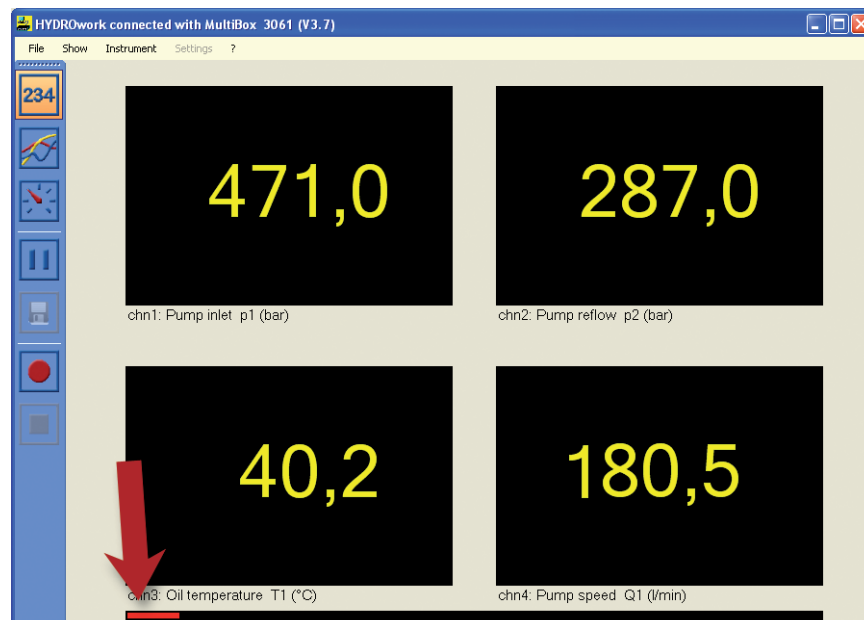 HYDROwork connected with MultiBox 3061 (V3.7)
File Show Instrument Settings ?
234
471,0
287,0
chn1: Pump inlet p1 (bar)
chn2: Pump reflow p2 (bar)
40,2
180,5
chn3: Oil temperature T1 (°C)
chn4: Pump speed Q1 (l/min)